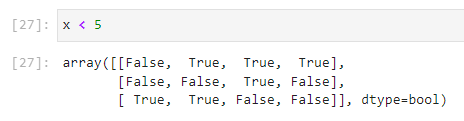 [27]: x < 5
[27]: array([[False,  True,  True,  True],
       [False, False,  True, False],
       [ True,  True, False, False]], dtype=bool)